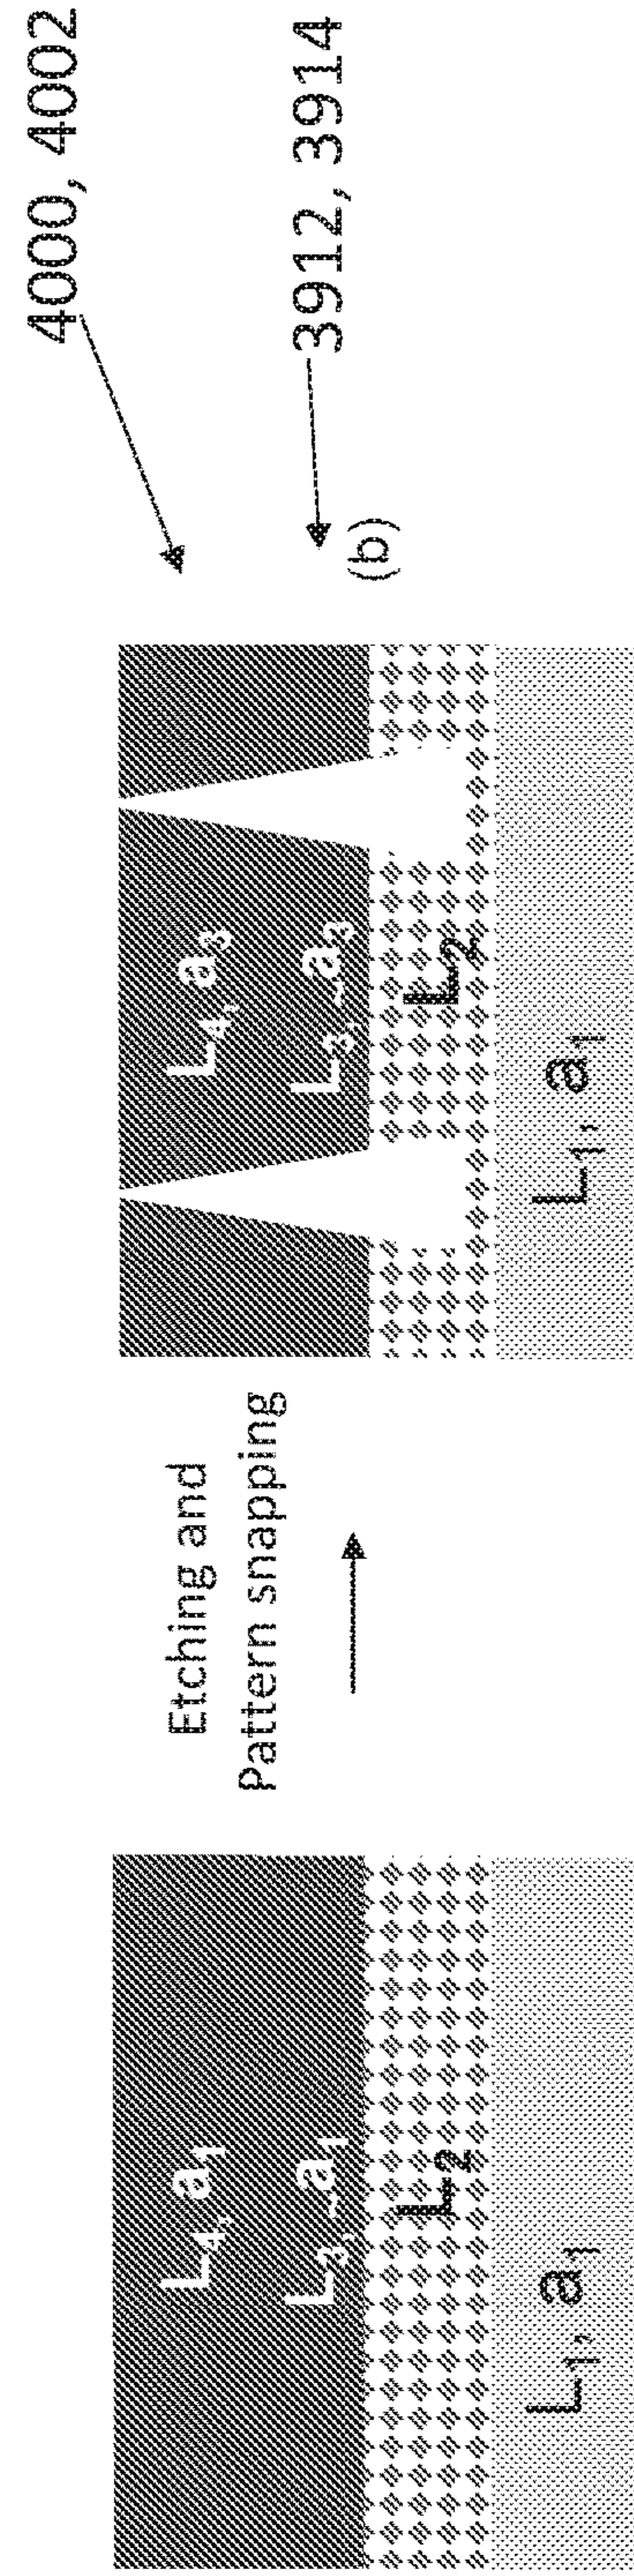 4000, 4002
3912, 3914
(b)
Etching and
Pattern snapping
L₄, a₁
L₃, ~a₁
L₂
L₁, a₁
L₄, a₃
L₃, ~a₃
L₂
L₁, a₁